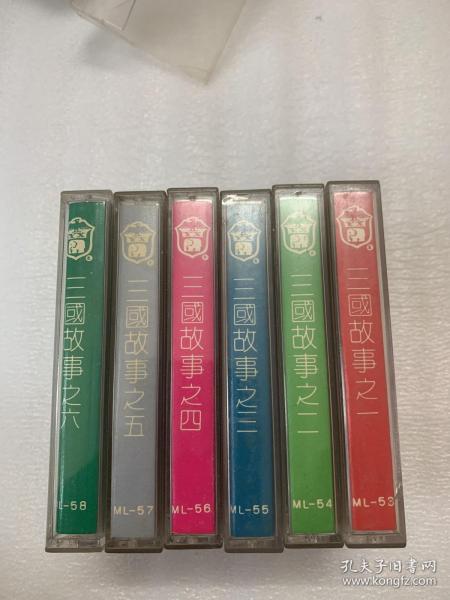 三國故事之六
L-58
三國故事之五
ML-57
三國故事之四
ML-56
三國故事之三
ML-55
三國故事之二
ML-54
三國故事之一
ML-53
孔夫子旧书网
www.kongfz.com